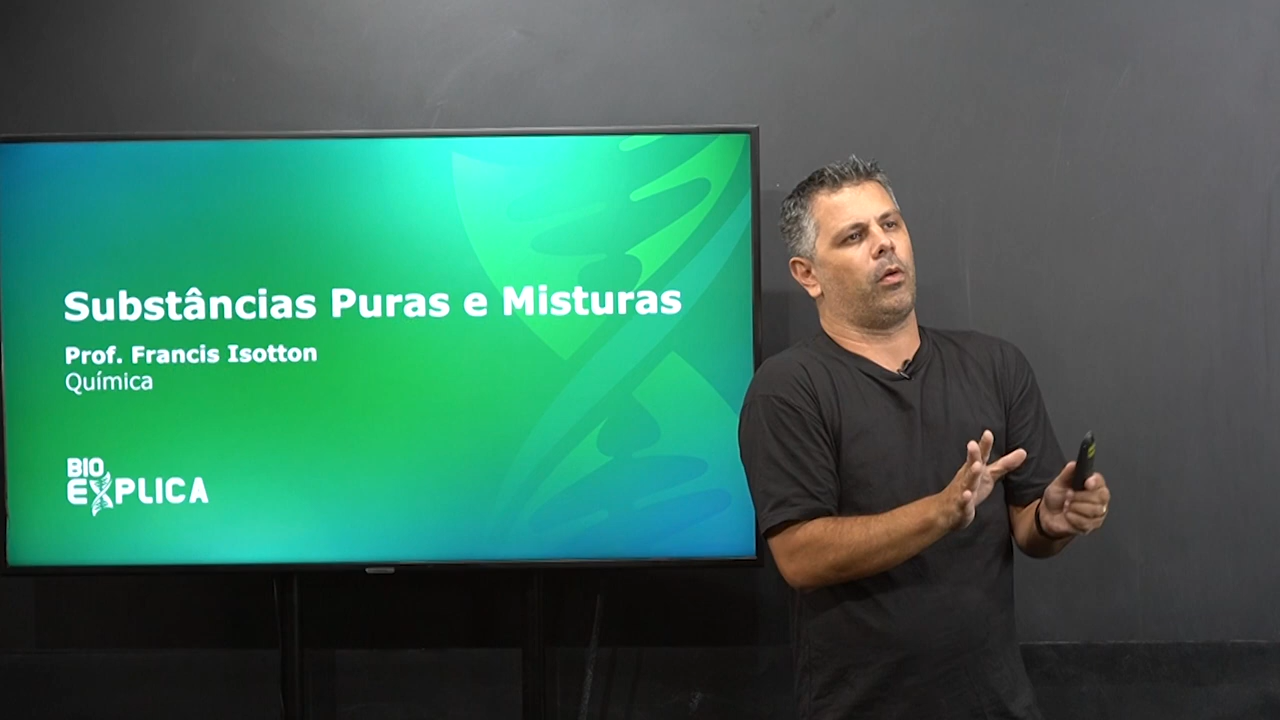 Substâncias Puras e Misturas
Prof. Francis Isotton
Química
BIO
EXPLICA